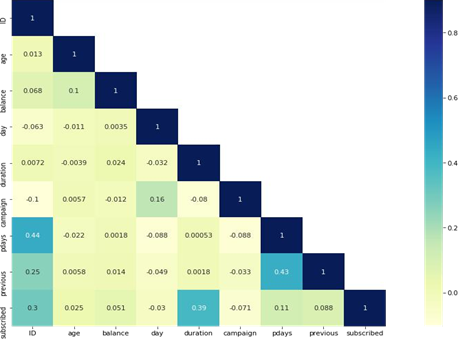 ID 1
age 0.013 1
balance 0.068 0.1 1
day -0.063 -0.011 0.0035 1
duration 0.0072 -0.0039 0.024 -0.032 1
campaign -0.1 0.0057 -0.012 0.16 -0.08 1
pdays 0.44 -0.022 0.0018 -0.088 0.00053 -0.088 1
previous 0.25 0.0058 0.014 -0.049 0.0018 -0.033 0.43 1
subscribed 0.3 0.025 0.051 -0.03 0.39 -0.071 0.11 0.088 1
ID age balance day duration campaign pdays previous subscribed
0.8
0.6
0.4
0.2
0.0